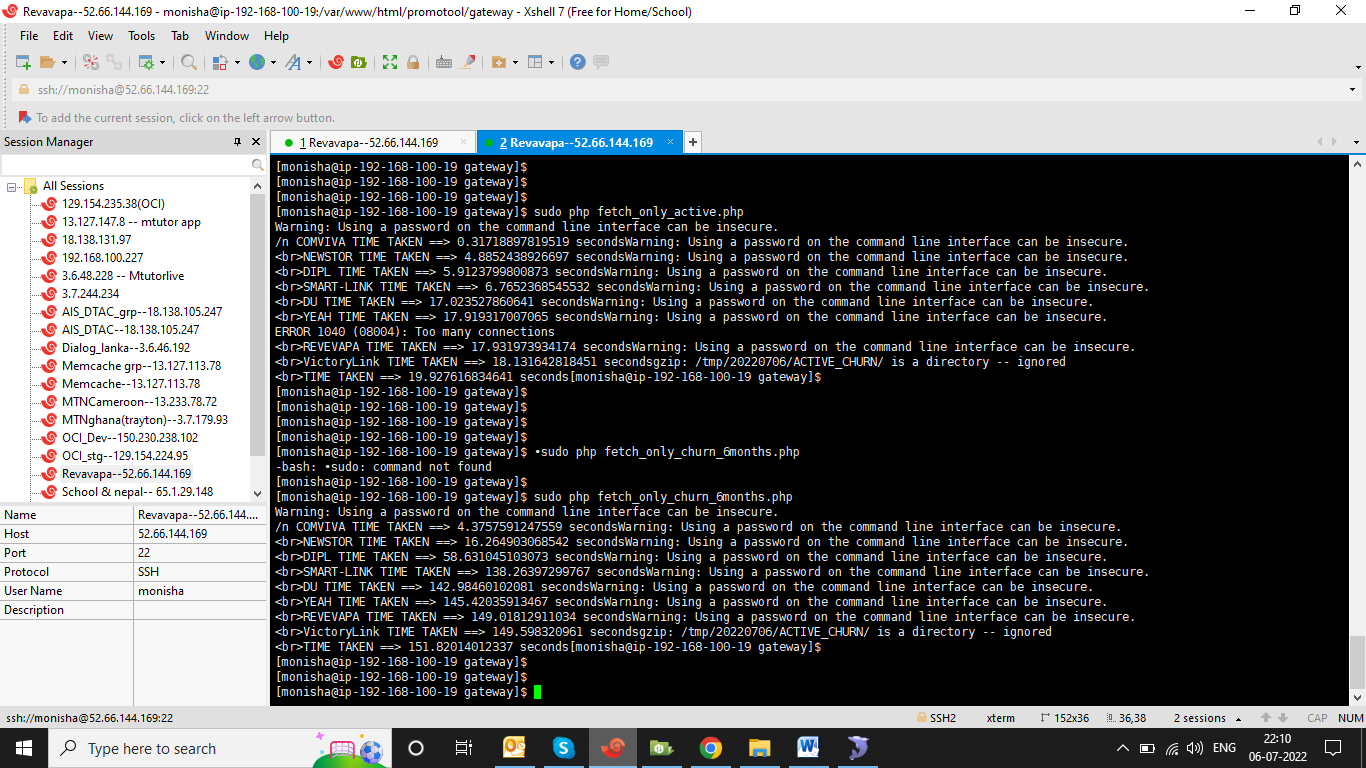 Revavapa--52.66.144.169 - monisha@ip-192-168-100-19:/var/www/html/promotool/gateway - Xshell 7 (Free for Home/School)
File Edit View Tools Tab Window Help
ssh://monisha@52.66.144.169:22
To add the current session, click on the left arrow button.
Session Manager
1 Revavapa--52.66.144.169
2 Revavapa--52.66.144.169
All Sessions
129.154.235.38(OCI)
13.127.147.8 -- mtutor app
18.138.131.97
192.168.100.227
3.6.48.228 -- Mtutorlive
3.7.244.234
AIS_DTAC_grp--18.138.105.247
AIS_DTAC--18.138.105.247
Dialog_lanka--3.6.46.192
Memcache grp--13.127.113.78
Memcache--13.127.113.78
MTNCameroon--13.233.78.72
MTNghana(trayton)--3.7.179.93
OCI_Dev--150.230.238.102
OCI_stg--129.154.224.95
Revavapa--52.66.144.169
School & nepal-- 65.1.29.148
Name Revavapa--52.66.144....
Host 52.66.144.169
Port 22
Protocol SSH
User Name monisha
Description
[monisha@ip-192-168-100-19 gateway]$
[monisha@ip-192-168-100-19 gateway]$
[monisha@ip-192-168-100-19 gateway]$
[monisha@ip-192-168-100-19 gateway]$ sudo php fetch_only_active.php
Warning: Using a password on the command line interface can be insecure.
/n COMVIVA TIME TAKEN ==> 0.31718897819519 secondsWarning: Using a password on the command line interface can be insecure.
<br>NEWSTOR TIME TAKEN ==> 4.8852438926697 secondsWarning: Using a password on the command line interface can be insecure.
<br>DIPL TIME TAKEN ==> 5.9123799800873 secondsWarning: Using a password on the command line interface can be insecure.
<br>SMART-LINK TIME TAKEN ==> 6.7652368545532 secondsWarning: Using a password on the command line interface can be insecure.
<br>DU TIME TAKEN ==> 17.023527860641 secondsWarning: Using a password on the command line interface can be insecure.
<br>YEAH TIME TAKEN ==> 17.919317007065 secondsWarning: Using a password on the command line interface can be insecure.
ERROR 1040 (08004): Too many connections
<br>REVEVAPA TIME TAKEN ==> 17.931973934174 secondsWarning: Using a password on the command line interface can be insecure.
<br>VictoryLink TIME TAKEN ==> 18.131642818451 secondsgzip: /tmp/20220706/ACTIVE_CHURN/ is a directory -- ignored
<br>TIME TAKEN ==> 19.927616834641 seconds[monisha@ip-192-168-100-19 gateway]$
[monisha@ip-192-168-100-19 gateway]$
[monisha@ip-192-168-100-19 gateway]$
[monisha@ip-192-168-100-19 gateway]$
[monisha@ip-192-168-100-19 gateway]$
[monisha@ip-192-168-100-19 gateway]$ •sudo php fetch_only_churn_6months.php
-bash: •sudo: command not found
[monisha@ip-192-168-100-19 gateway]$
[monisha@ip-192-168-100-19 gateway]$ sudo php fetch_only_churn_6months.php
Warning: Using a password on the command line interface can be insecure.
/n COMVIVA TIME TAKEN ==> 4.3757591247559 secondsWarning: Using a password on the command line interface can be insecure.
<br>NEWSTOR TIME TAKEN ==> 16.264903068542 secondsWarning: Using a password on the command line interface can be insecure.
<br>DIPL TIME TAKEN ==> 58.631045103073 secondsWarning: Using a password on the command line interface can be insecure.
<br>SMART-LINK TIME TAKEN ==> 138.26397299767 secondsWarning: Using a password on the command line interface can be insecure.
<br>DU TIME TAKEN ==> 142.98460102081 secondsWarning: Using a password on the command line interface can be insecure.
<br>YEAH TIME TAKEN ==> 145.42035913467 secondsWarning: Using a password on the command line interface can be insecure.
<br>REVEVAPA TIME TAKEN ==> 149.01812911034 secondsWarning: Using a password on the command line interface can be insecure.
<br>VictoryLink TIME TAKEN ==> 149.598320961 secondsgzip: /tmp/20220706/ACTIVE_CHURN/ is a directory -- ignored
<br>TIME TAKEN ==> 151.82014012337 seconds[monisha@ip-192-168-100-19 gateway]$
[monisha@ip-192-168-100-19 gateway]$
[monisha@ip-192-168-100-19 gateway]$
[monisha@ip-192-168-100-19 gateway]$
ssh://monisha@52.66.144.169:22 SSH2 xterm 152x36 36,38 2 sessions CAP NUM
Type here to search
ENG
22:10
06-07-2022